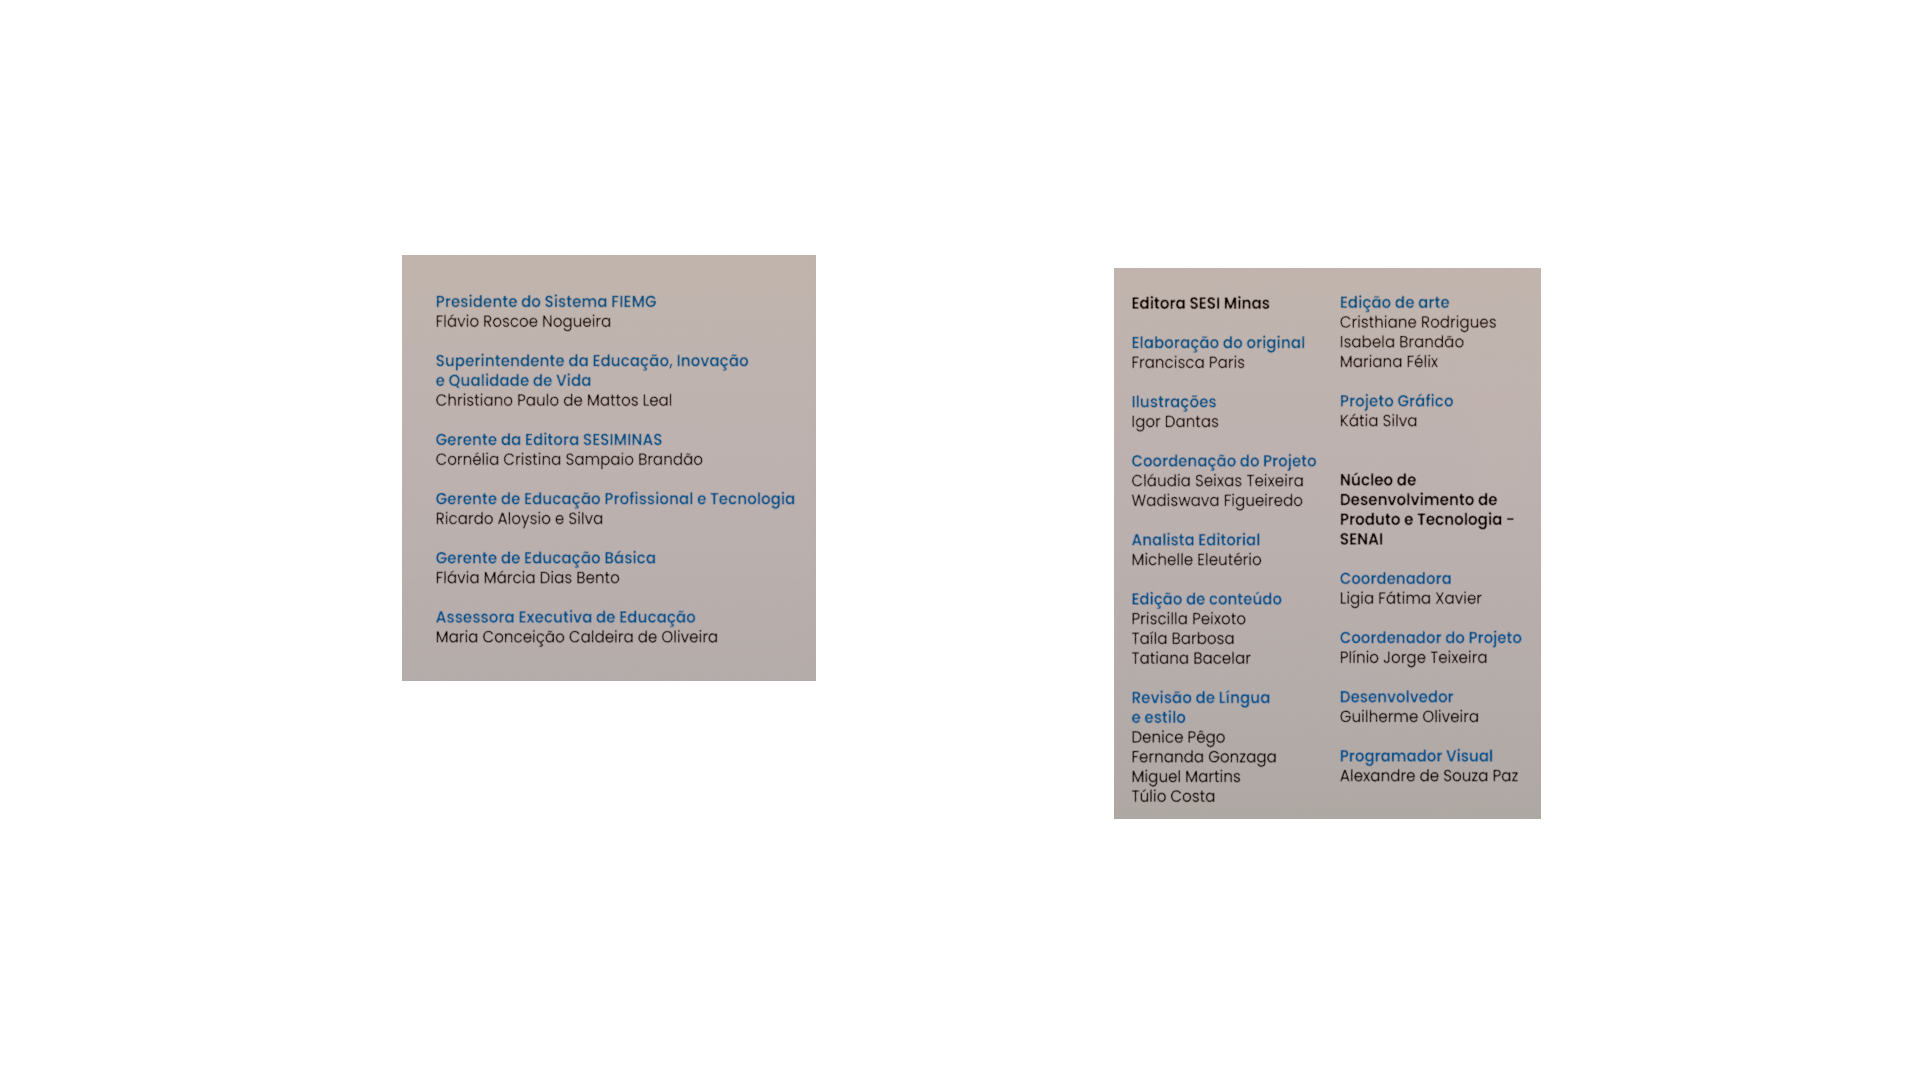 Presidente do Sistema FIEMG
Flávio Roscoe Nogueira
Superintendente da Educação, Inovação
e Qualidade de Vida
Christiano Paulo de Mattos Leal
Gerente da Editora SESIMINAS
Cornélia Cristina Sampaio Brandão
Gerente de Educação Profissional e Tecnologia
Ricardo Aloysio e Silva
Gerente de Educação Básica
Flávia Márcia Dias Bento
Assessora Executiva de Educação
Maria Conceição Caldeira de Oliveira
Editora SESI Minas
Elaboração do original
Francisca Paris
Ilustrações
Igor Dantas
Coordenação do Projeto
Cláudia Seixas Teixeira
Wadiswava Figueiredo
Analista Editorial
Michelle Eleutério
Edição de conteúdo
Priscilla Peixoto
Taíla Barbosa
Tatiana Bacelar
Revisão de Língua
e estilo
Denice Pêgo
Fernanda Gonzaga
Miguel Martins
Túlio Costa
Edição de arte
Cristhiane Rodrigues
Isabela Brandão
Mariana Félix
Projeto Gráfico
Kátia Silva
Núcleo de
Desenvolvimento de
Produto e Tecnologia -
SENAI
Coordenadora
Ligia Fátima Xavier
Coordenador do Projeto
Plínio Jorge Teixeira
Desenvolvedor
Guilherme Oliveira
Programador Visual
Alexandre de Souza Paz